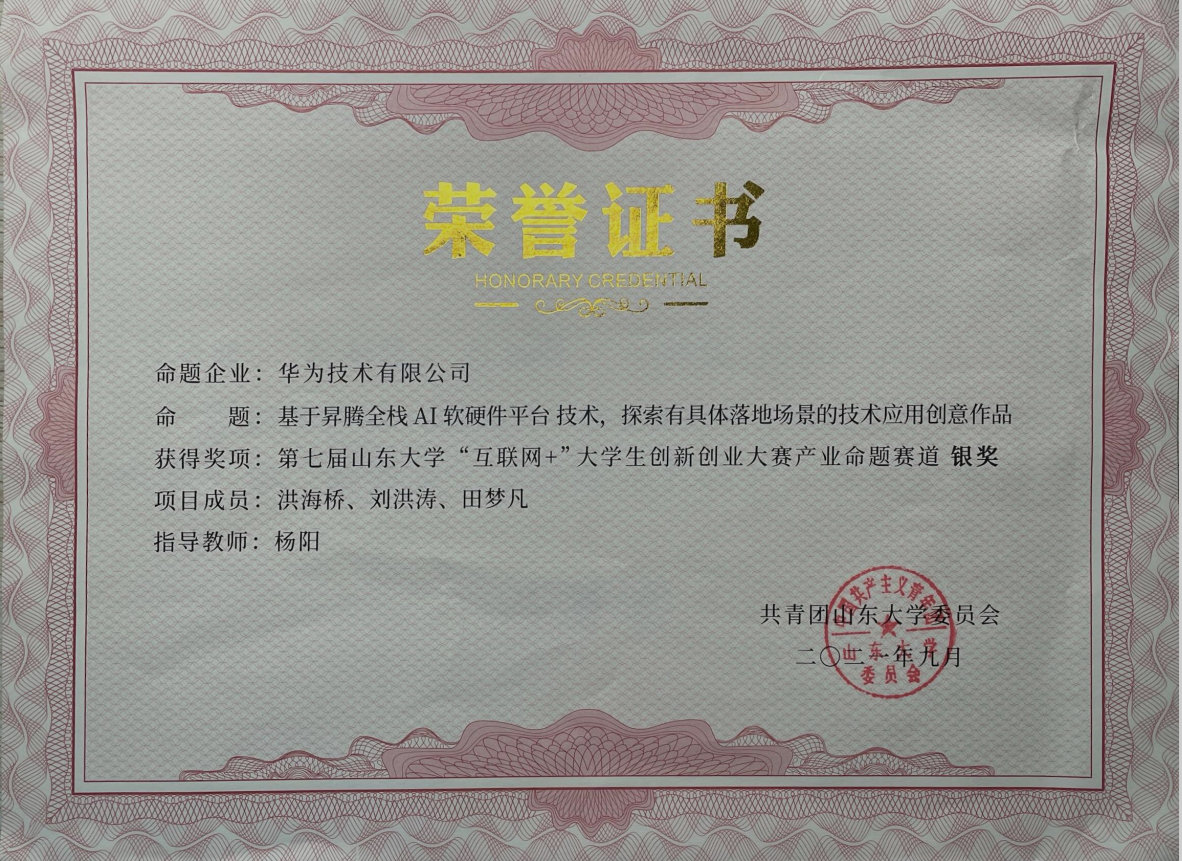 荣誉证书
HONORARY CREDENTIAL
命题企业：华为技术有限公司
命　　题：基于昇腾全栈 AI 软硬件平台 技术，探索有具体落地场景的技术应用创意作品
获得奖项：第七届山东大学“互联网+”大学生创新创业大赛产业命题赛道 银奖
项目成员：洪海桥、刘洪涛、田梦凡
指导教师：杨阳
共青团山东大学委员会
二〇二一年九月
中国共产主义青年团
山东大学
委员会